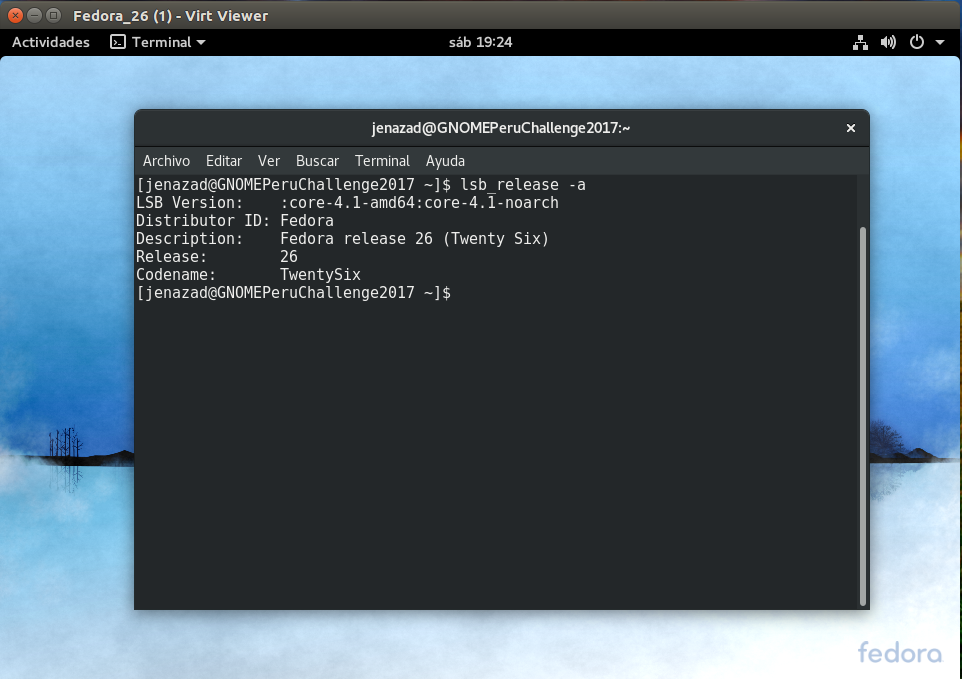 Fedora_26 (1) - Virt Viewer
Actividades Terminal sáb 19:24
jenazad@GNOMEPeruChallenge2017:~
Archivo Editar Ver Buscar Terminal Ayuda
[jenazad@GNOMEPeruChallenge2017 ~]$ lsb_release -a
LSB Version:    :core-4.1-amd64:core-4.1-noarch
Distributor ID: Fedora
Description:    Fedora release 26 (Twenty Six)
Release:        26
Codename:       TwentySix
[jenazad@GNOMEPeruChallenge2017 ~]$
fedora